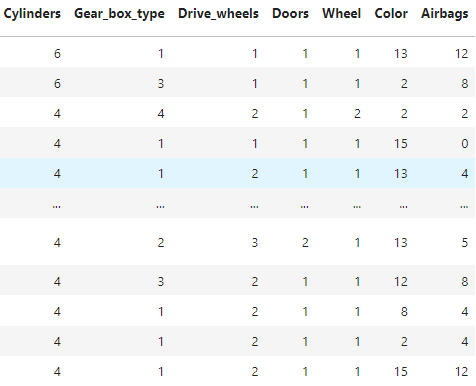 Cylinders Gear_box_type Drive_wheels Doors Wheel Color Airbags
6 1 1 1 1 13 12
6 3 1 1 1 2 8
4 4 2 1 2 2 2
4 1 1 1 1 15 0
4 1 2 1 1 13 4
... ... ... ... ... ... ...
4 2 3 2 1 13 5
4 3 2 1 1 12 8
4 1 2 1 1 8 4
4 1 2 1 1 2 4
4 1 2 1 1 15 12